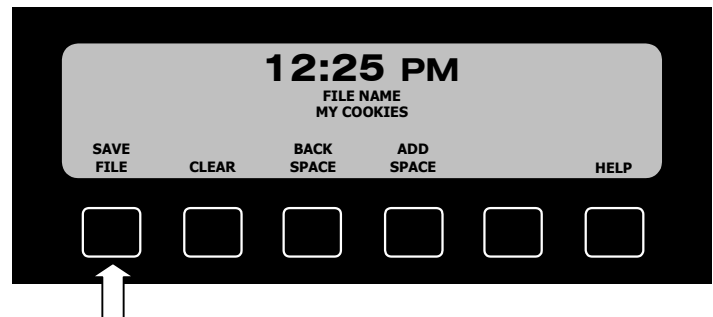 12:25 PM
FILE NAME
MY COOKIES
SAVE FILE
CLEAR
BACK SPACE
ADD SPACE
HELP